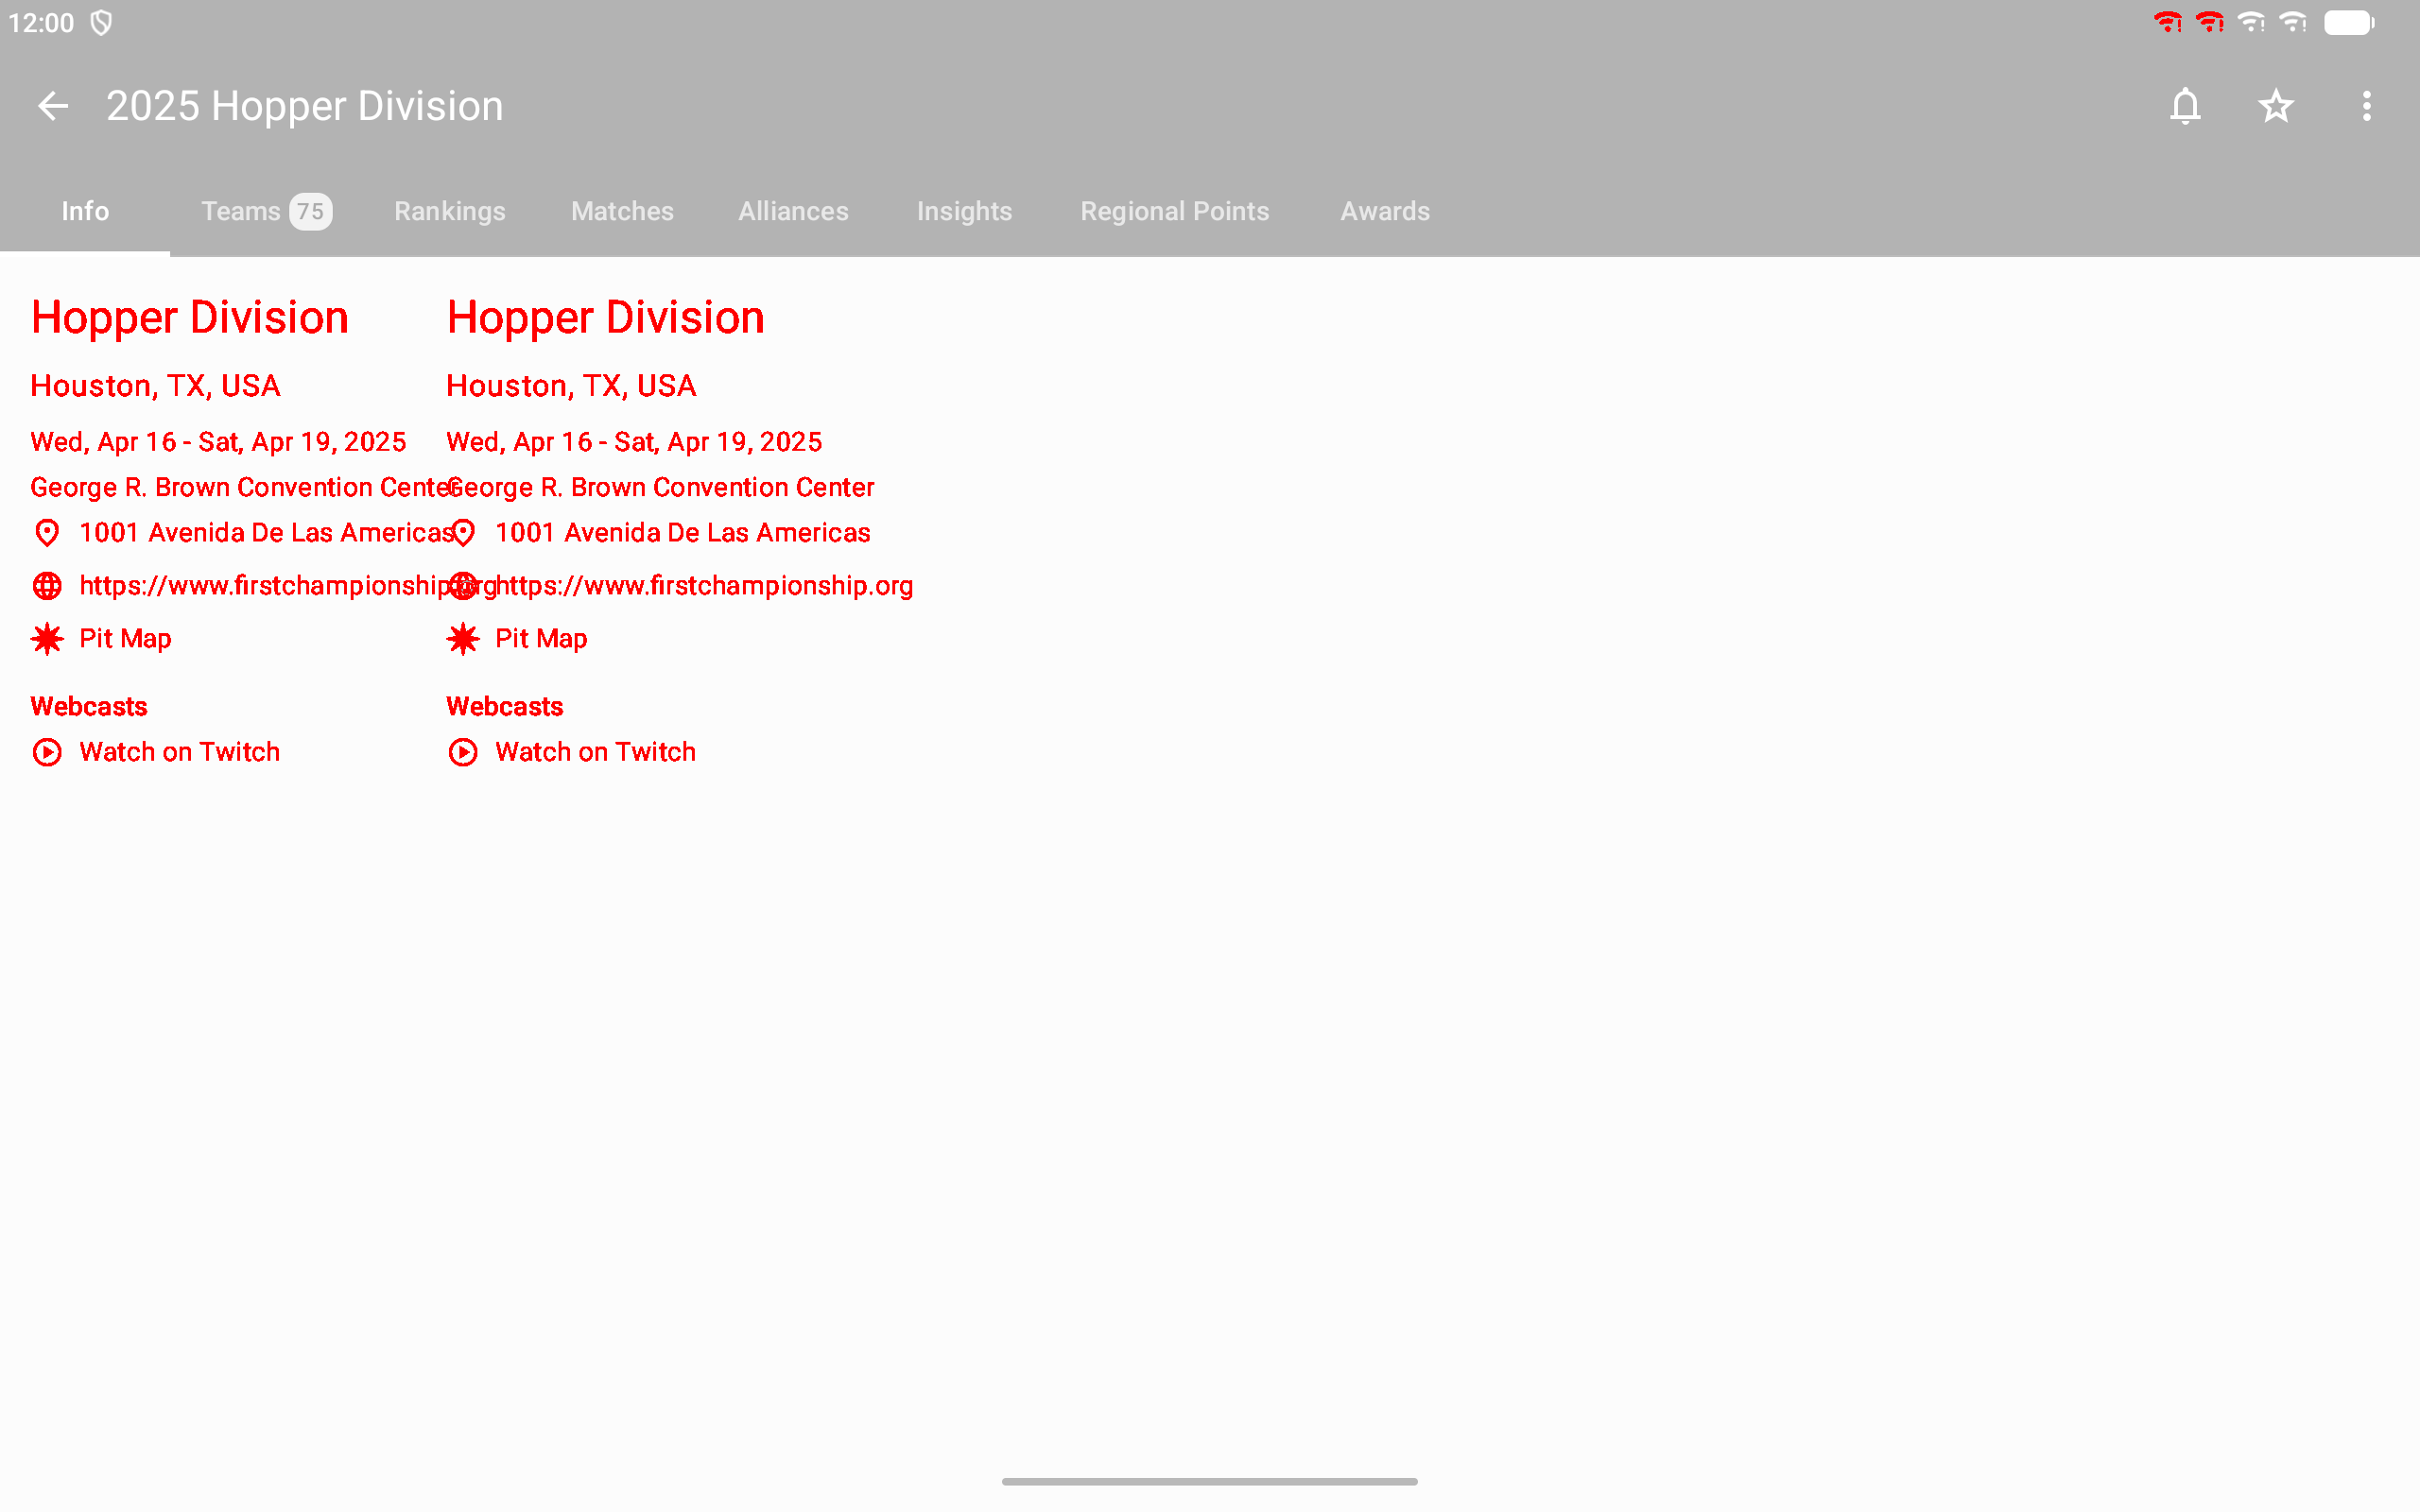 12:00
2025 Hopper Division
Info Teams 75 Rankings Matches Alliances Insights Regional Points Awards
Hopper Division Hopper Division
Houston, TX, USA Houston, TX, USA
Wed, Apr 16 - Sat, Apr 19, 2025 Wed, Apr 16 - Sat, Apr 19, 2025
George R. Brown Convention Center George R. Brown Convention Center
1001 Avenida De Las Americas 1001 Avenida De Las Americas
https://www.firstchampionship.org https://www.firstchampionship.org
Pit Map Pit Map
Webcasts Webcasts
Watch on Twitch Watch on Twitch